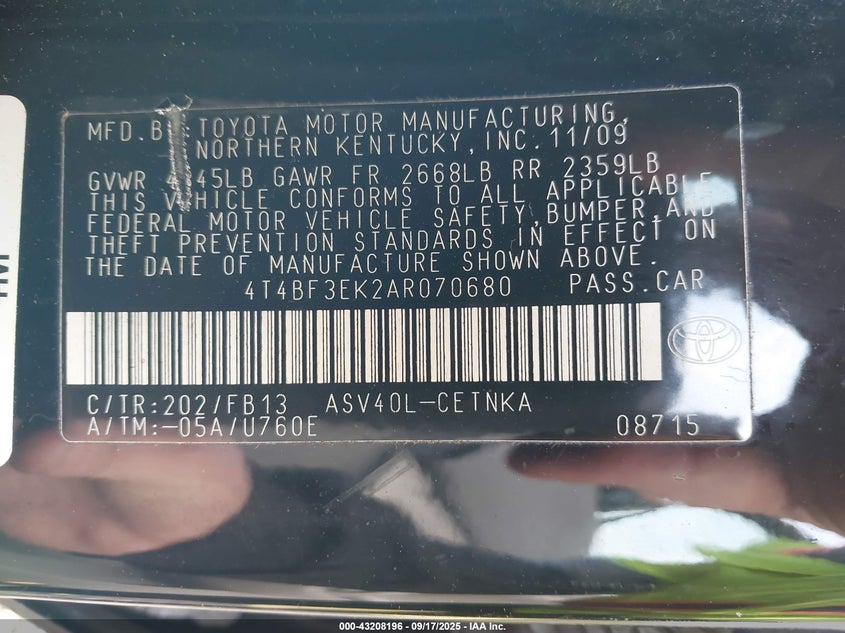 MFD.B TOYOTA MOTOR MANUFACTURING,
NORTHERN KENTUCKY, INC. 11/09
GVWR 4 45LB GAWR FR 2668LB RR 2359LB
THIS VEHICLE CONFORMS TO ALL APPLICABLE
FEDERAL MOTOR VEHICLE SAFETY, BUMPER, AND
THEFT PREVENTION STANDARDS IN EFFECT ON
THE DATE OF MANUFACTURE SHOWN ABOVE.
4T4BF3EK2AR070680 PASS.CAR
C/TR:202/FB13 ASV40L-CETNKA
A/TM:-05A/U760E 08715
000-43208196 - 09/17/2025 - IAA Inc.